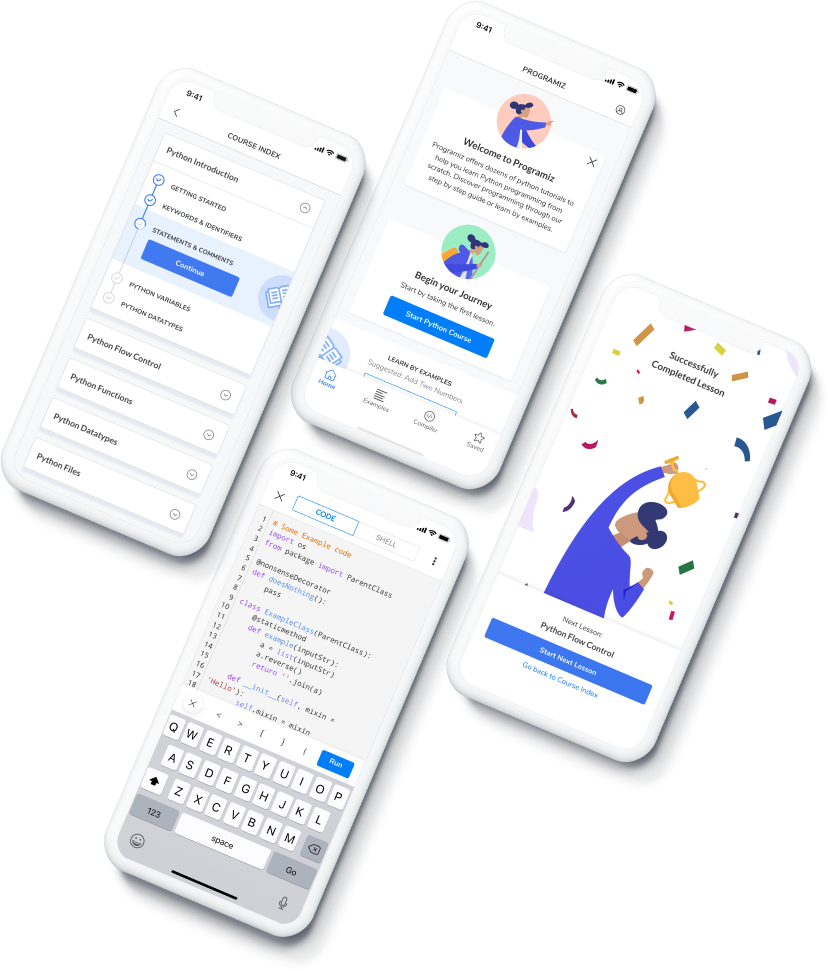 9:41
COURSE INDEX
Python Introduction
GETTING STARTED
KEYWORDS & IDENTIFIERS
STATEMENTS & COMMENTS
Continue
PYTHON VARIABLES
PYTHON DATATYPES
Python Flow Control
Python Functions
Python Datatypes
Python Files
9:41
PROGRAMIZ
Welcome to Programiz
Programiz offers dozens of python tutorials to
help you learn Python programming from
scratch. Discover programming through our
step by step guide or learn by examples.
Begin your Journey
Start by taking the first lesson.
Start Python Course
LEARN BY EXAMPLES
Suggested: Add Two Numbers
Home
Examples
Compiler
Saved
Successfully
Completed Lesson
Next Lesson:
Python Flow Control
Start Next Lesson
Go back to Course Index
9:41
CODE
SHELL
1 # Some Example code
2 import os
3 from package import ParentClass
4
5 @nonsenseDecorator
6 def doesNothing():
7 pass
8
9 class ExampleClass(ParentClass):
10 @staticmethod
11 def example(inputStr):
12 a = list(inputStr)
13 a.reverse()
14 return ''.join(a)
15
16 def __init__(self, mixin =
17 'Hello'):
18 self.mixin = mixin
< > { } (
Run
Q W E R T Y U I O P
A S D F G H J K L
Z X C V B N M
123
space
Go